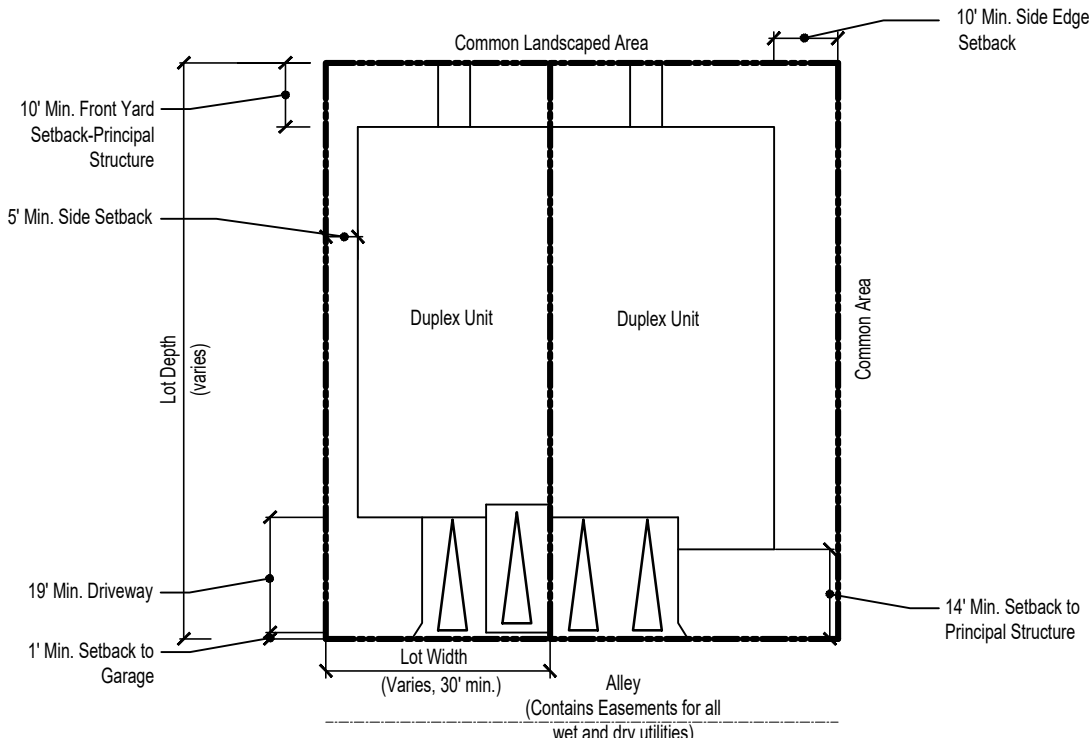 10' Min. Side Edge
Setback
Common Landscaped Area
10' Min. Front Yard
Setback-Principal
Structure
5' Min. Side Setback
Lot Depth
(varies)
Duplex Unit
Duplex Unit
Common Area
19' Min. Driveway
1' Min. Setback to
Garage
14' Min. Setback to
Principal Structure
Lot Width
(Varies, 30' min.)
Alley
(Contains Easements for all
wet and dry utilities)